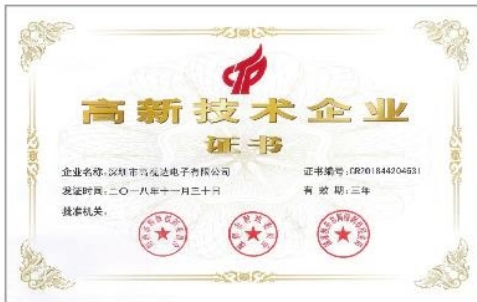 高新技术企业
证书
企业名称:深圳市 视达电子有限公司
证书编号:GR201844204631
发证时间:二〇一八年十一月三十日
有效期:三年
批准机关: